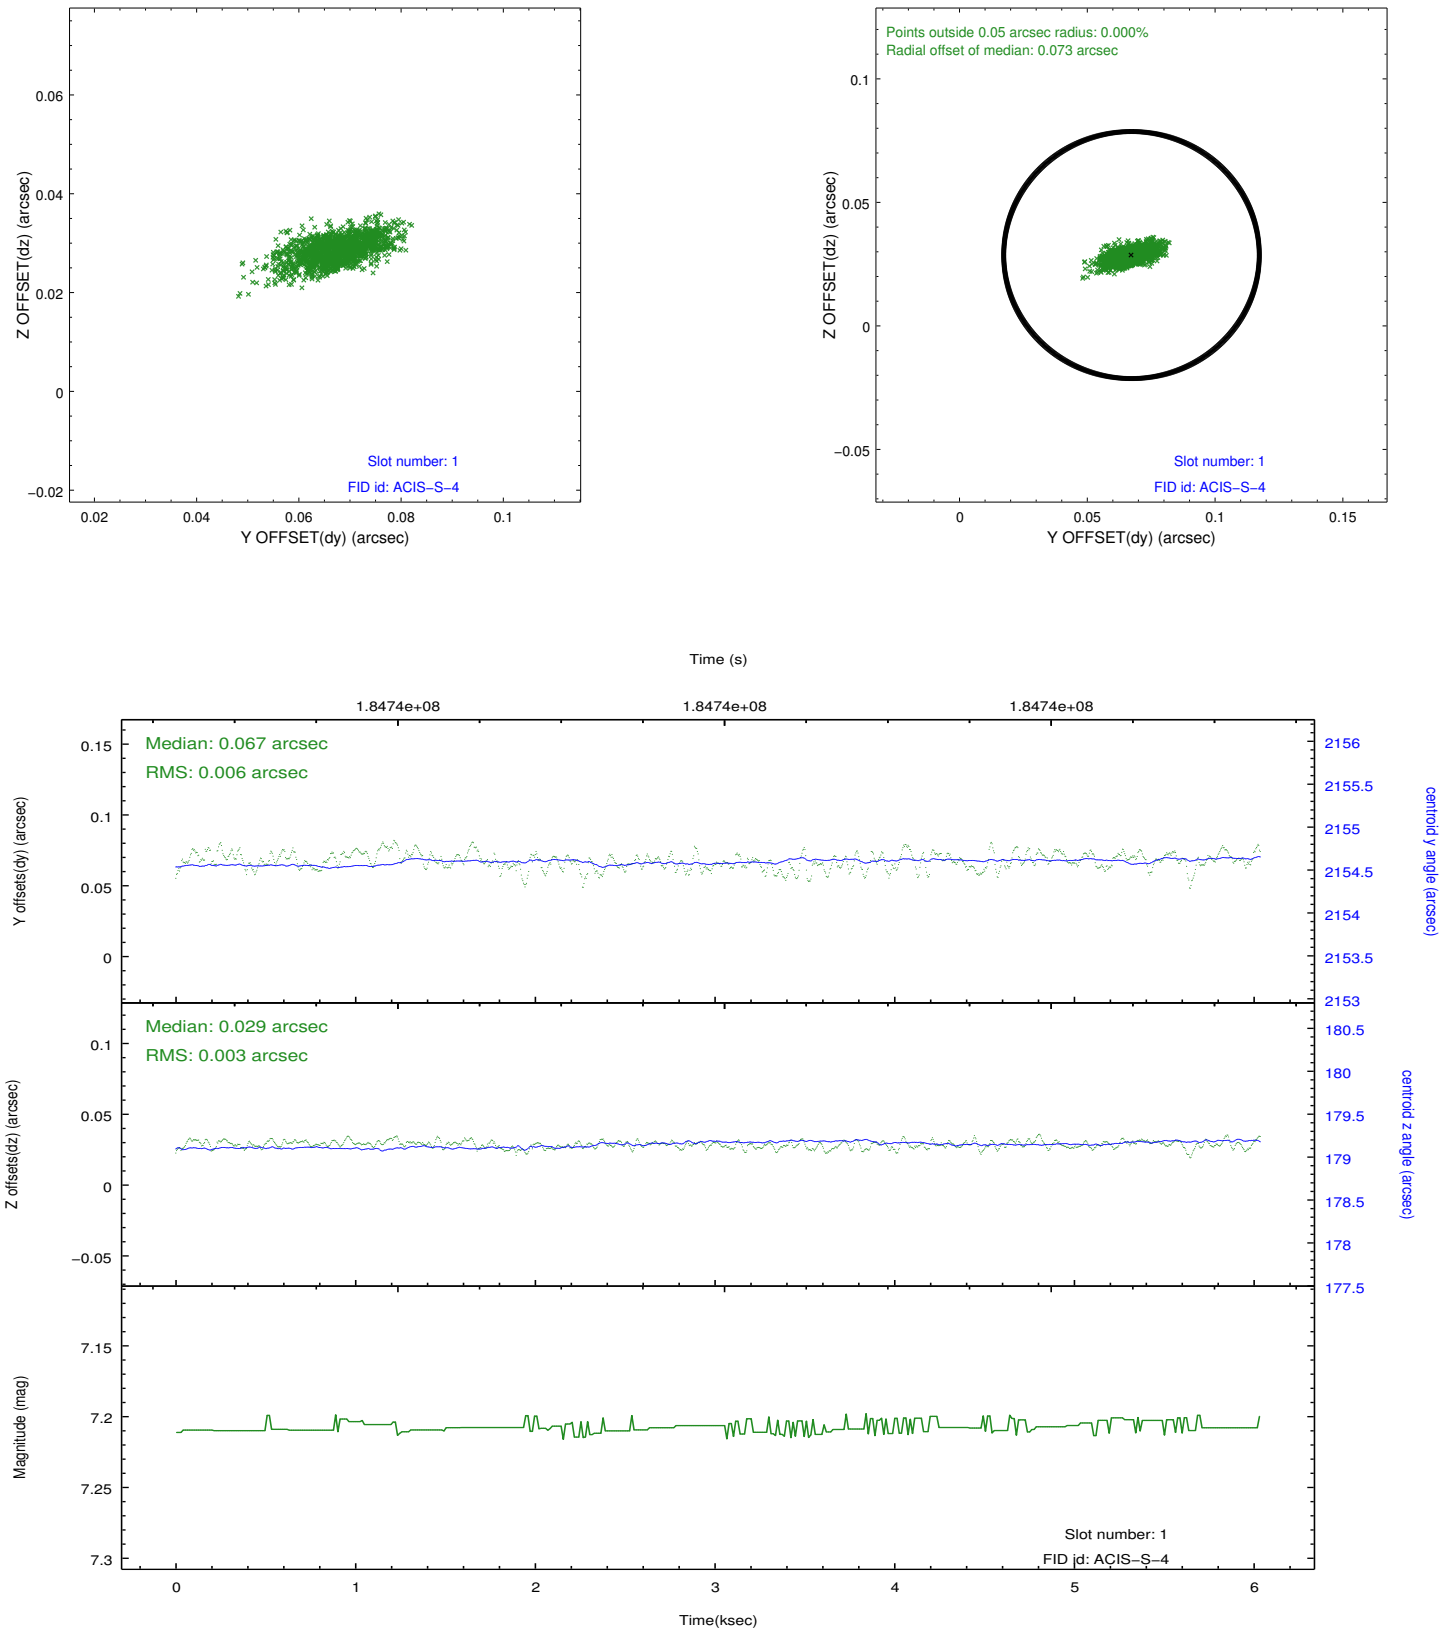 0.06
0.04
0.02
0
−0.02
Z OFFSET(dz) (arcsec)
Slot number: 1
FID id: ACIS−S−4
0.02 0.04 0.06 0.08 0.1
Y OFFSET(dy) (arcsec)
Points outside 0.05 arcsec radius: 0.000%
Radial offset of median: 0.073 arcsec
0.1
0.05
0
−0.05
Z OFFSET(dz) (arcsec)
Slot number: 1
FID id: ACIS−S−4
0 0.05 0.1 0.15
Y OFFSET(dy) (arcsec)
Time (s)
1.8474e+08 1.8474e+08 1.8474e+08
Median: 0.067 arcsec
RMS: 0.006 arcsec
0.15
0.1
0.05
0
Y offsets(dy) (arcsec)
2156
2155.5
2155
2154.5
2154
2153.5
2153
centroid y angle (arcsec)
Median: 0.029 arcsec
RMS: 0.003 arcsec
0.1
0.05
0
−0.05
Z offsets(dz) (arcsec)
180.5
180
179.5
179
178.5
178
177.5
centroid z angle (arcsec)
7.15
7.2
7.25
7.3
Magnitude (mag)
Slot number: 1
FID id: ACIS−S−4
0 1 2 3 4 5 6
Time(ksec)